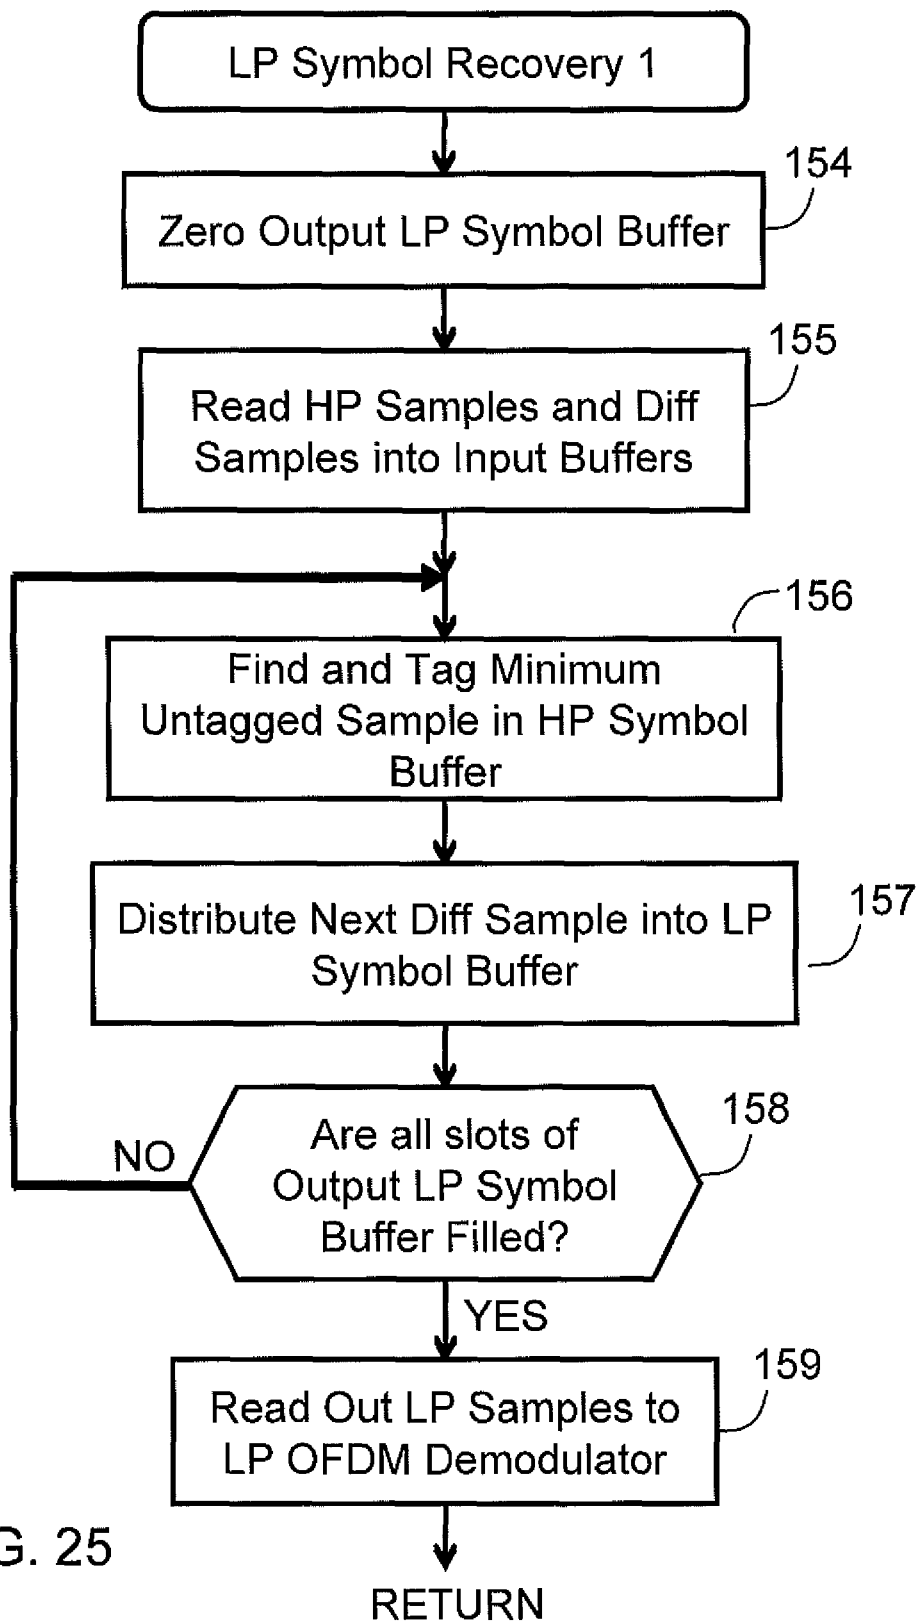 LP Symbol Recovery 1
154
Zero Output LP Symbol Buffer
155
Read HP Samples and Diff
Samples into Input Buffers
156
Find and Tag Minimum
Untagged Sample in HP Symbol
Buffer
157
Distribute Next Diff Sample into LP
Symbol Buffer
158
Are all slots of
Output LP Symbol
Buffer Filled?
NO
YES
159
Read Out LP Samples to
LP OFDM Demodulator
G. 25
RETURN